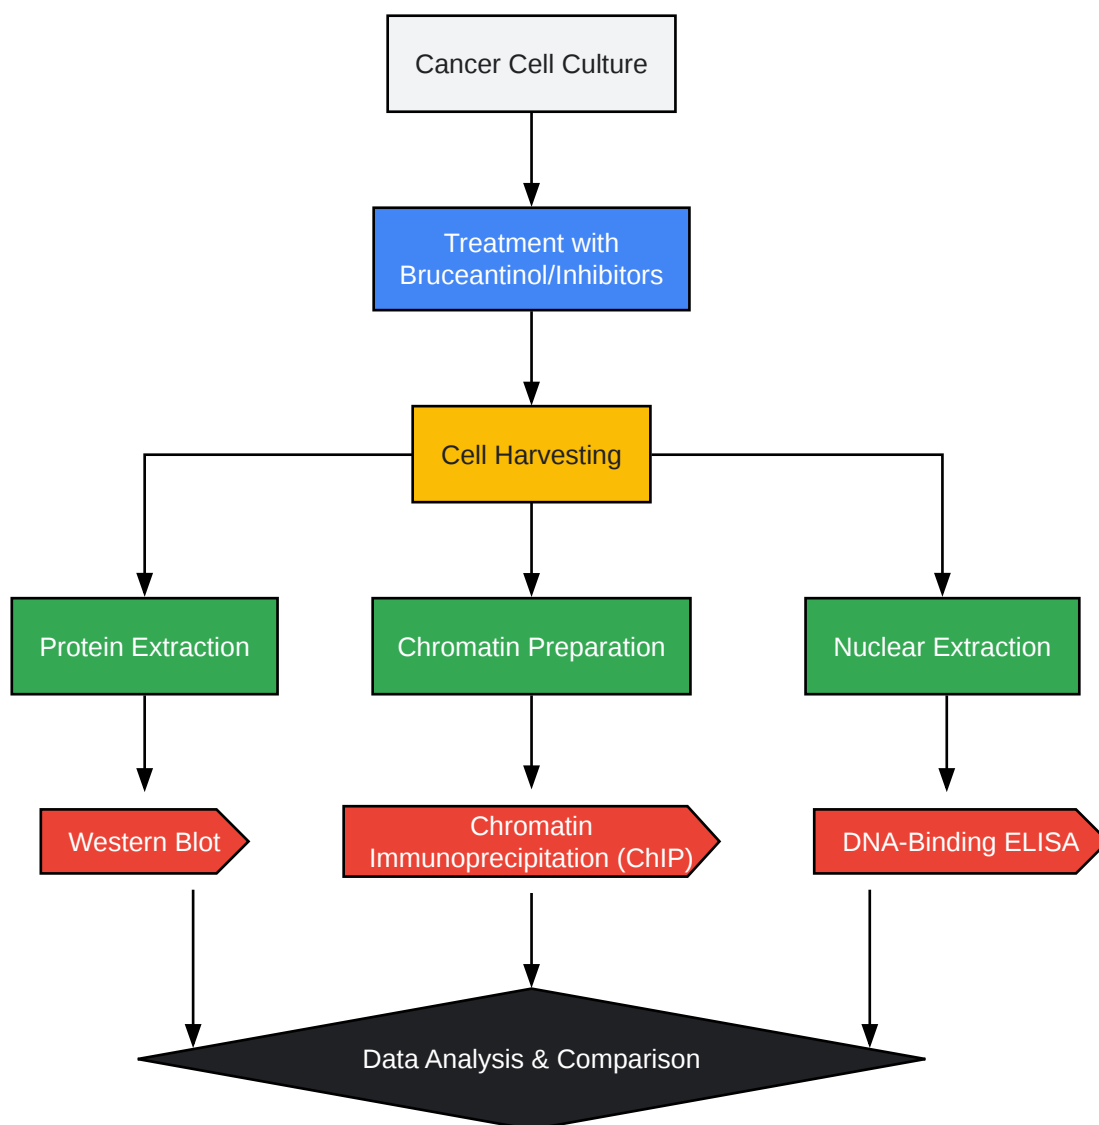 Cancer Cell Culture
Treatment with
Bruceantinol/Inhibitors
Cell Harvesting
Protein Extraction
Chromatin Preparation
Nuclear Extraction
Western Blot
Chromatin
Immunoprecipitation (ChIP)
DNA-Binding ELISA
Data Analysis & Comparison